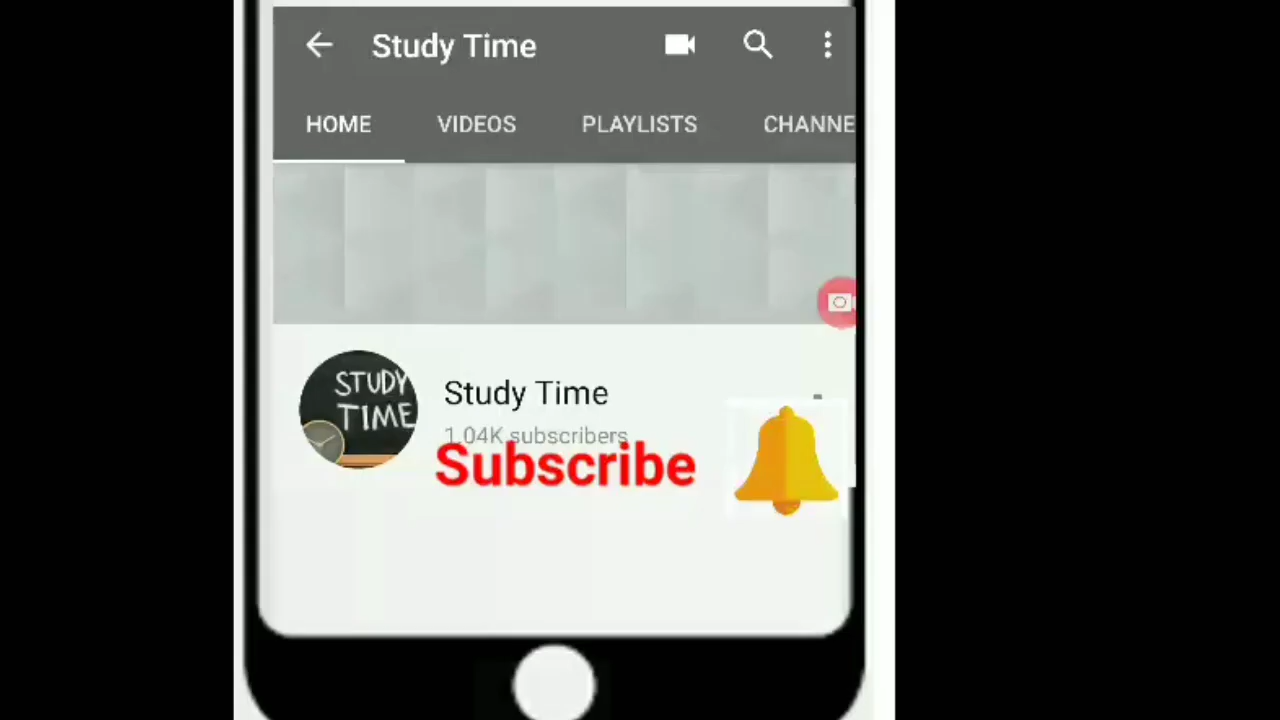 Study Time
HOME VIDEOS PLAYLISTS CHANNE
STUDY
TIME
Study Time
1.04K subscribers
Subscribe